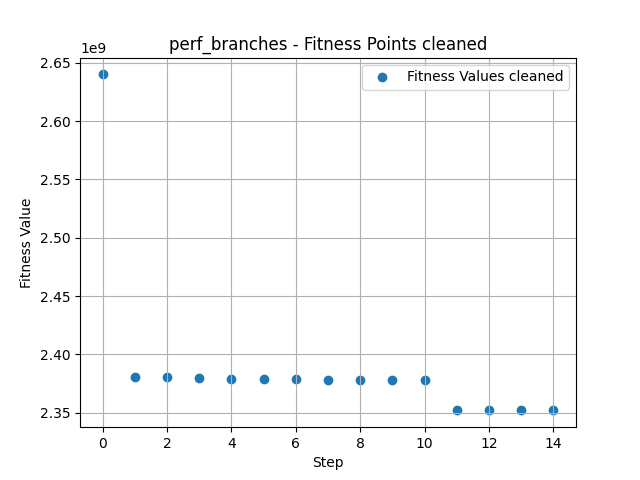 perf_branches - Fitness Points cleaned
1e9
Fitness Values cleaned
2.65
2.60
2.55
2.50
2.45
2.40
2.35
Fitness Value
0 2 4 6 8 10 12 14
Step